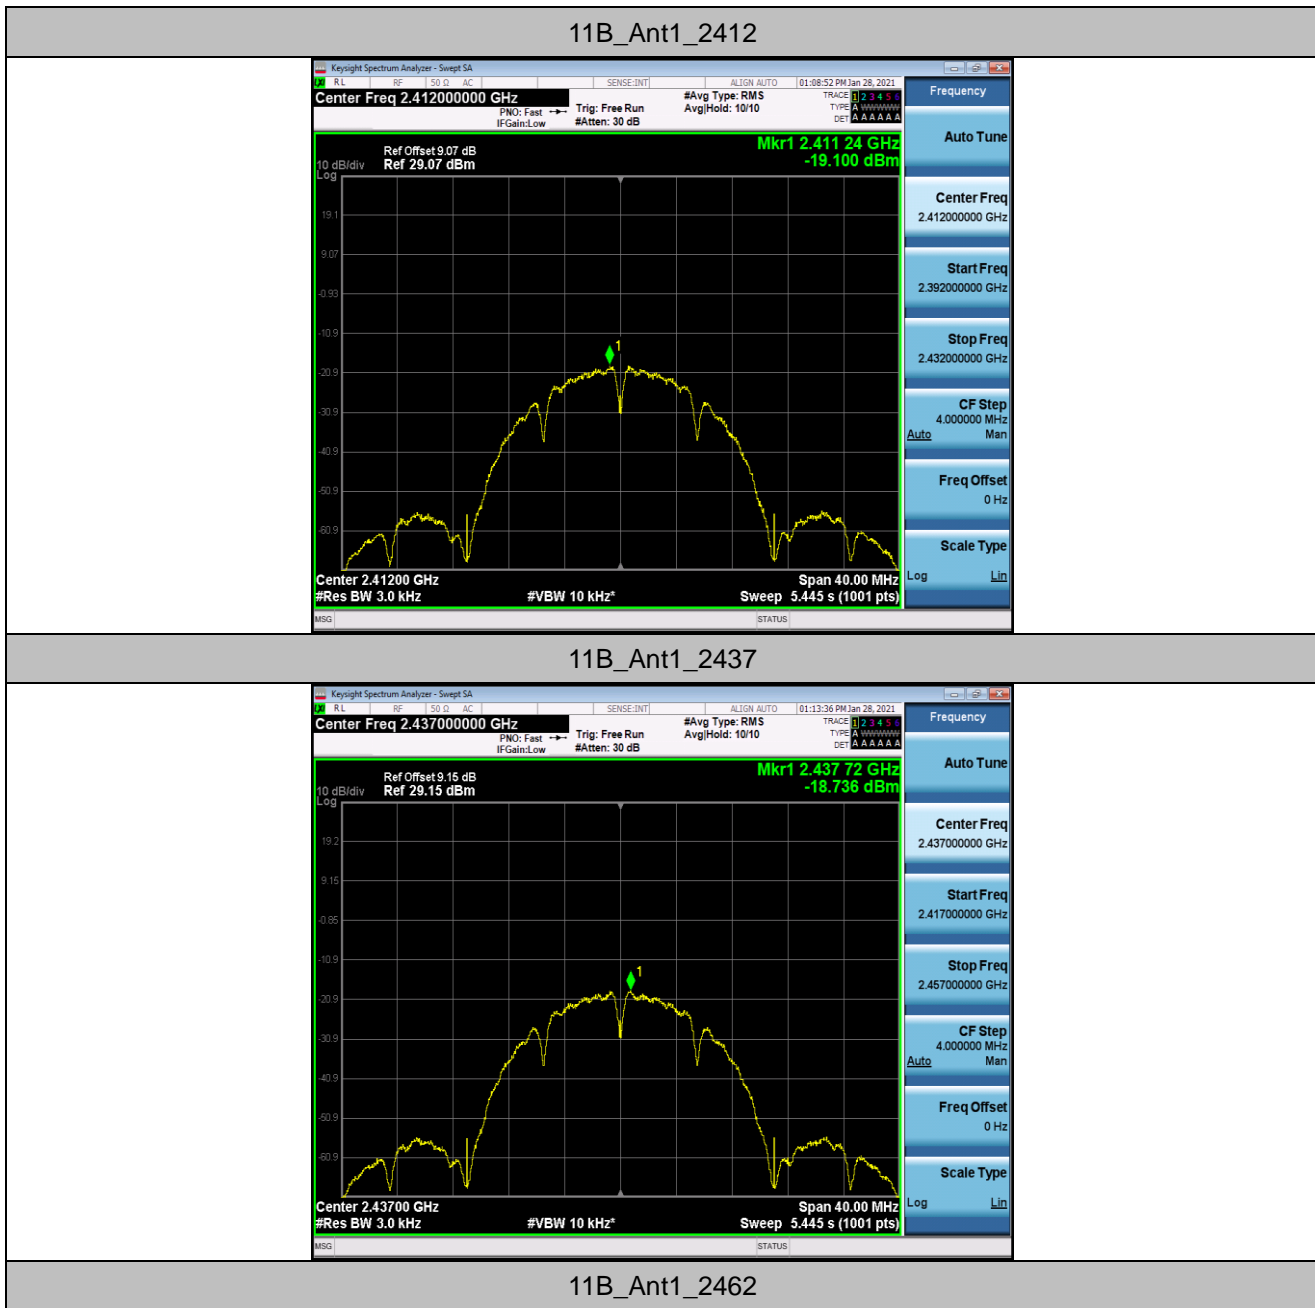 11B_Ant1_2412
Keysight Spectrum Analyzer - Swept SA
RL RF 50 Ω AC SENSE:INT ALIGN AUTO 01:08:52 PM Jan 28, 2021
Center Freq 2.412000000 GHz
PNO: Fast
IFGain:Low
Trig: Free Run
#Atten: 30 dB
#Avg Type: RMS
Avg|Hold: 10/10
TRACE 1 2 3 4 5 6
TYPE A WWWWW
DET A A A A A A
Frequency
Mkr1 2.411 24 GHz
-19.100 dBm
Ref Offset 9.07 dB
10 dB/div Ref 29.07 dBm
Log
19.1
9.07
-0.93
-10.9
-20.9
-30.9
-40.9
-50.9
-60.9
1
Center 2.41200 GHz Span 40.00 MHz
#Res BW 3.0 kHz #VBW 10 kHz* Sweep 5.445 s (1001 pts)
MSG STATUS
Auto Tune
Center Freq
2.412000000 GHz
Start Freq
2.392000000 GHz
Stop Freq
2.432000000 GHz
CF Step
4.000000 MHz
Auto Man
Freq Offset
0 Hz
Scale Type
Log Lin
11B_Ant1_2437
Keysight Spectrum Analyzer - Swept SA
RL RF 50 Ω AC SENSE:INT ALIGN AUTO 01:13:36 PM Jan 28, 2021
Center Freq 2.437000000 GHz
PNO: Fast
IFGain:Low
Trig: Free Run
#Atten: 30 dB
#Avg Type: RMS
Avg|Hold: 10/10
TRACE 1 2 3 4 5 6
TYPE A WWWWW
DET A A A A A A
Frequency
Mkr1 2.437 72 GHz
-18.736 dBm
Ref Offset 9.15 dB
10 dB/div Ref 29.15 dBm
Log
19.2
9.15
-0.85
-10.9
-20.9
-30.9
-40.9
-50.9
-60.9
1
Center 2.43700 GHz Span 40.00 MHz
#Res BW 3.0 kHz #VBW 10 kHz* Sweep 5.445 s (1001 pts)
MSG STATUS
Auto Tune
Center Freq
2.437000000 GHz
Start Freq
2.417000000 GHz
Stop Freq
2.457000000 GHz
CF Step
4.000000 MHz
Auto Man
Freq Offset
0 Hz
Scale Type
Log Lin
11B_Ant1_2462